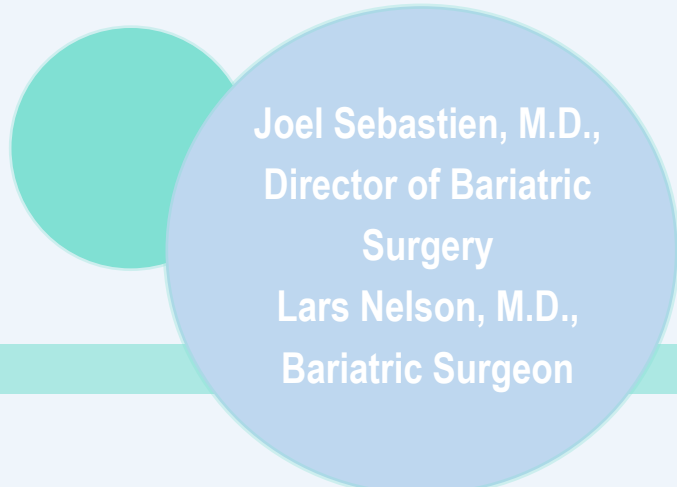 Joel Sebastien, M.D.,
Director of Bariatric
Surgery
Lars Nelson, M.D.,
Bariatric Surgeon